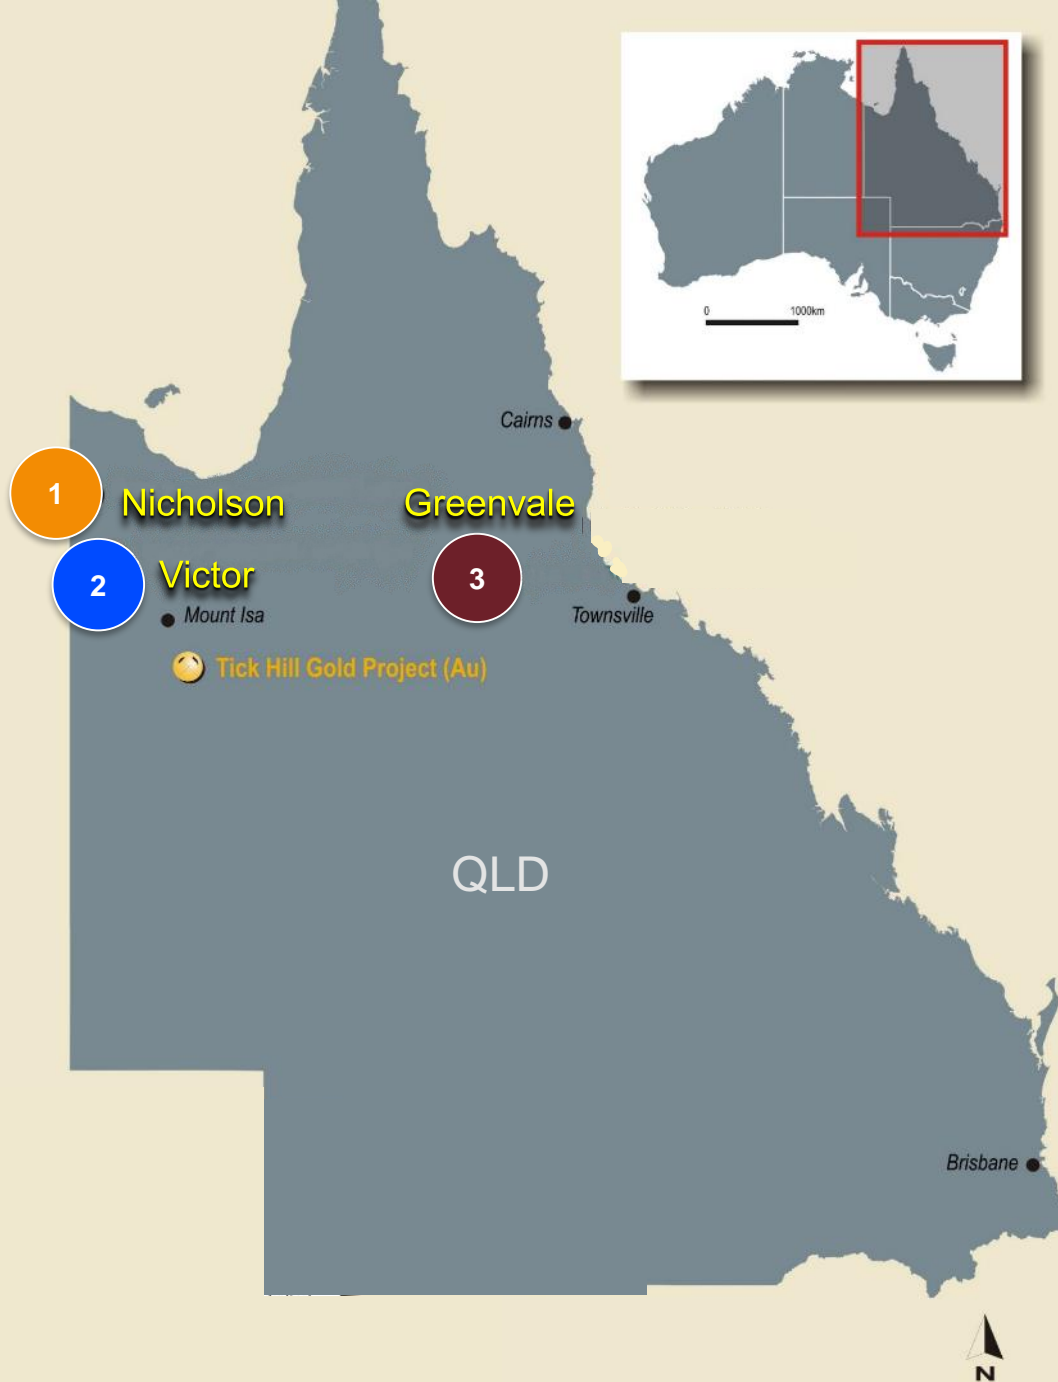 0
1000km
Cairns
1
Nicholson
Greenvale
2
Victor
3
Mount Isa
Townsville
Tick Hill Gold Project (Au)
QLD
Brisbane
N